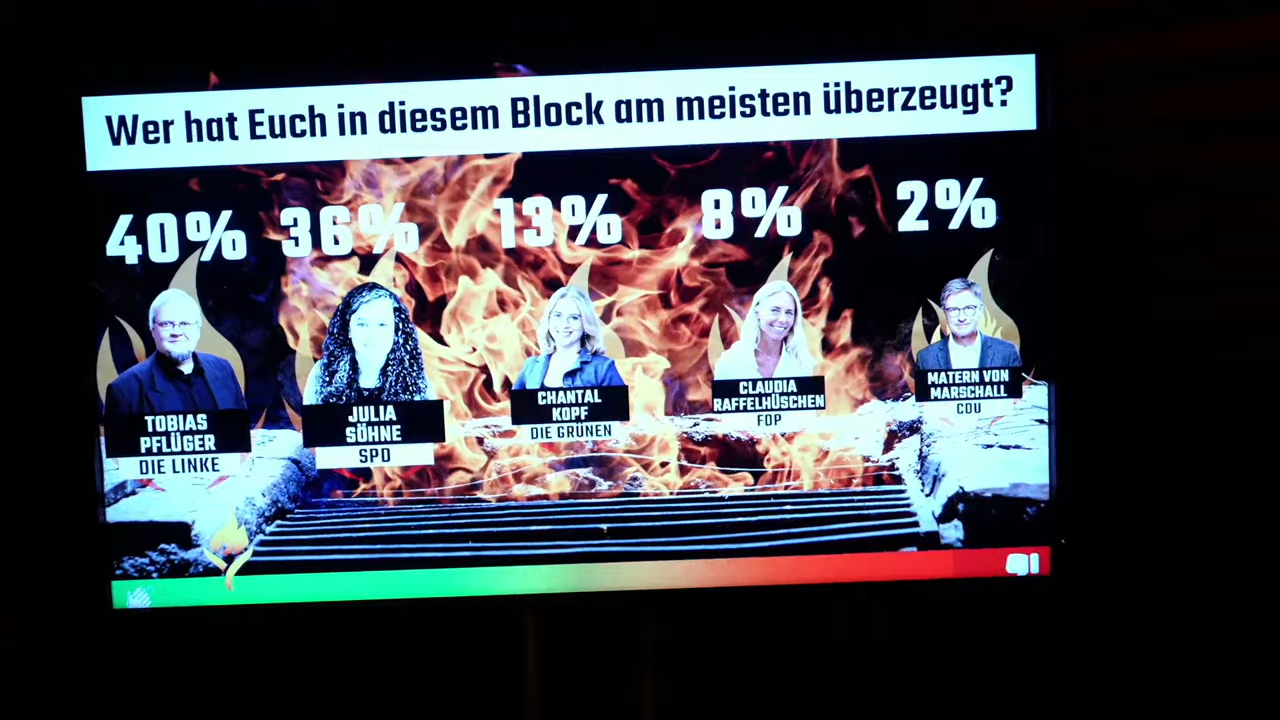 Wer hat Euch in diesem Block am meisten überzeugt?
40% 36% 13% 8% 2%
TOBIAS
PFLÜGER
DIE LINKE
JULIA
SÖHNE
SPD
CHANTAL
KOPF
DIE GRÜNEN
CLAUDIA
RAFFELHÜSCHEN
FDP
MATERN VON
MARSCHALL
CDU